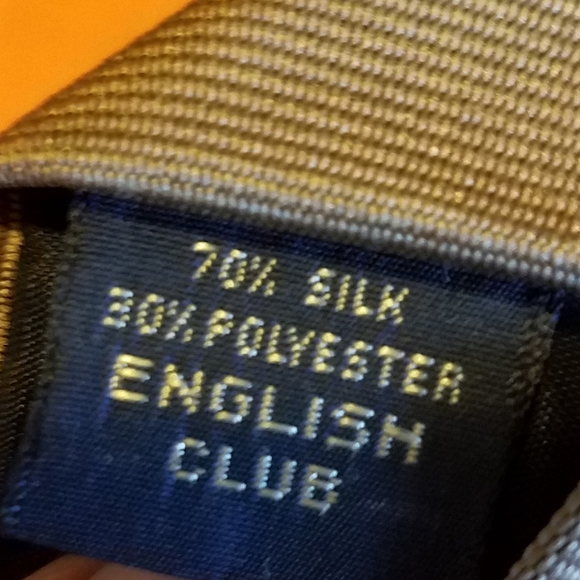 70% SILK
30% POLYESTER
ENGLISH
CLUB